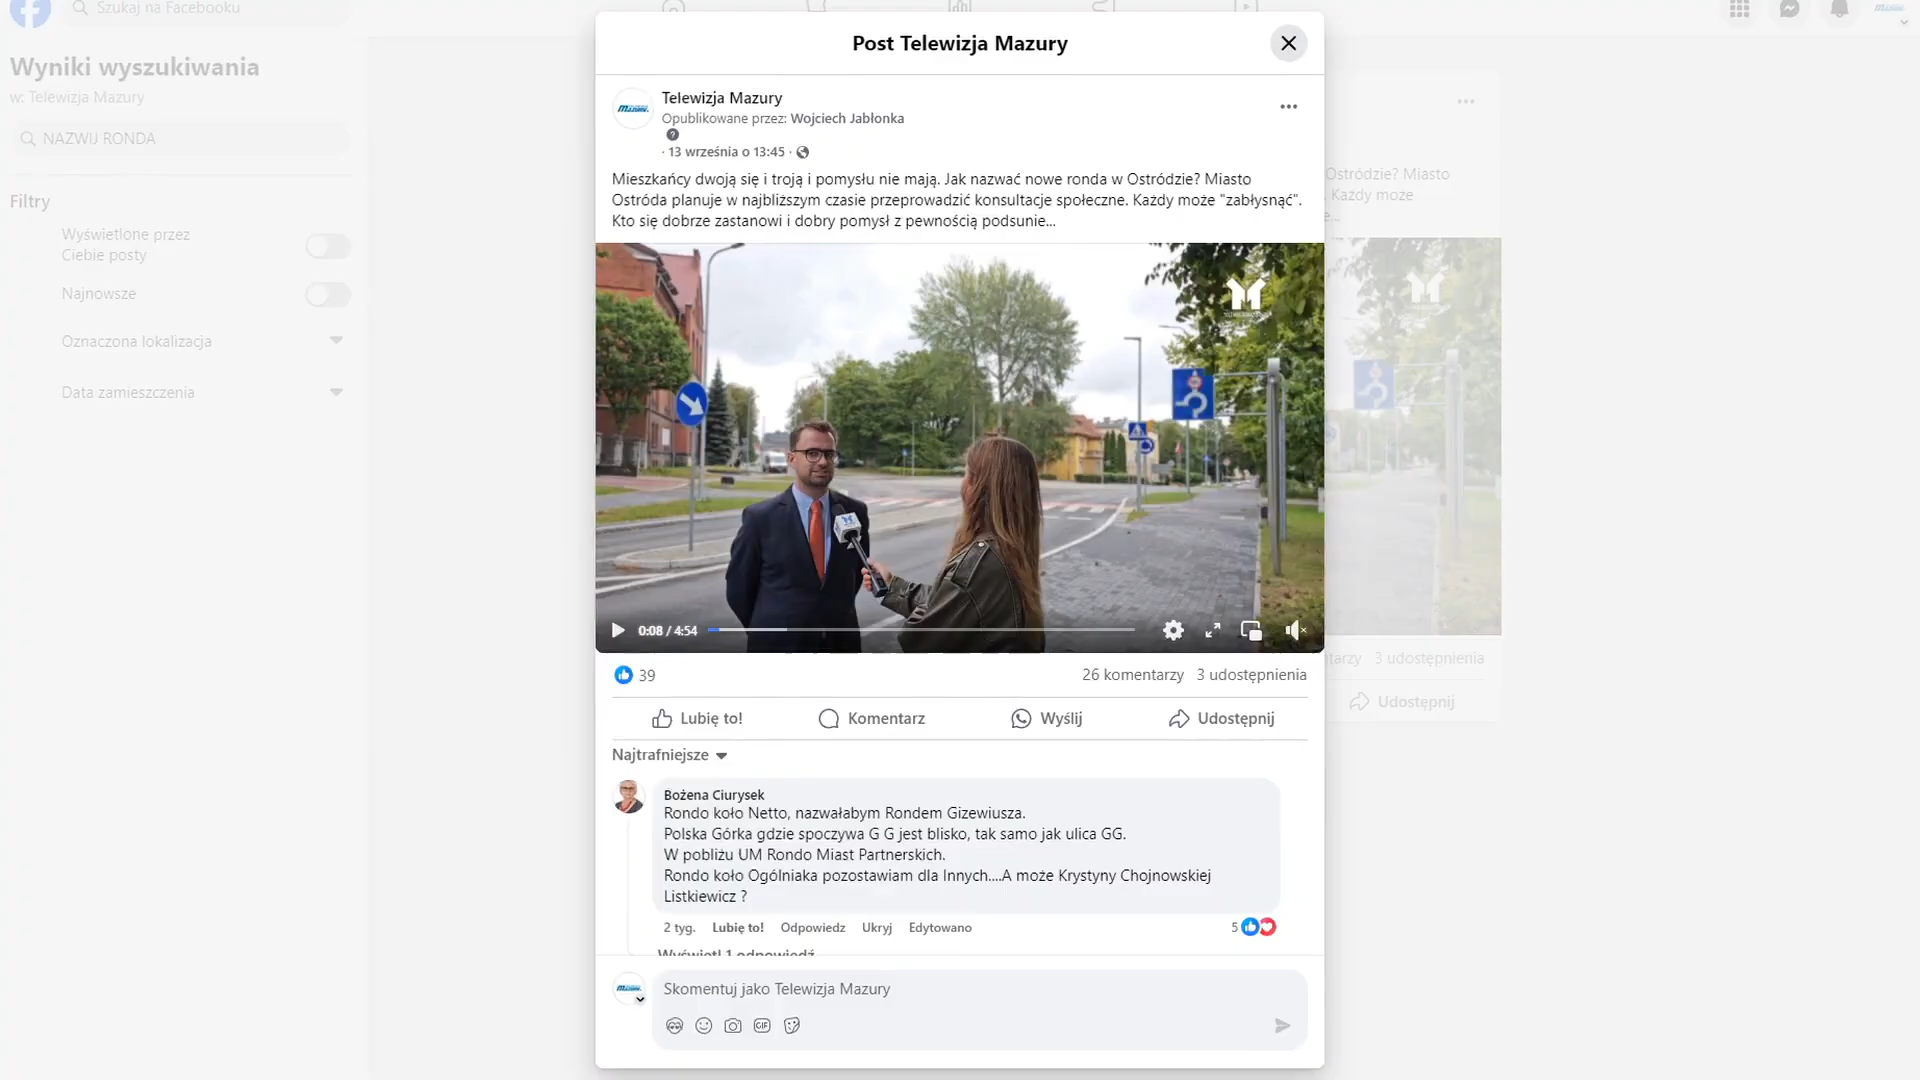 Szukaj na Facebooku
Wyniki wyszukiwania
w: Telewizja Mazury
NAZWIJ RONDA
Filtry
Wyświetlone przez
Ciebie posty
Najnowsze
Oznaczona lokalizacja
Data zamieszczenia
Post Telewizja Mazury
Telewizja Mazury
Opublikowane przez: Wojciech Jabłonka
· 13 września o 13:45 ·
Mieszkańcy dwoją się i troją i pomysłu nie mają. Jak nazwać nowe ronda w Ostródzie? Miasto
Ostróda planuje w najbliższym czasie przeprowadzić konsultacje społeczne. Każdy może "zabłysnąć".
Kto się dobrze zastanowi i dobry pomysł z pewnością podsunie...
0:08 / 4:54
39
26 komentarzy 3 udostępnienia
Lubię to! Komentarz Wyślij Udostępnij
Najtrafniejsze
Bożena Ciurysek
Rondo koło Netto, nazwałabym Rondem Gizewiusza.
Polska Górka gdzie spoczywa G G jest blisko, tak samo jak ulica GG.
W pobliżu UM Rondo Miast Partnerskich.
Rondo koło Ogólniaka pozostawiam dla Innych....A może Krystyny Chojnowskiej
Listkiewicz ?
2 tyg. Lubię to! Odpowiedz Ukryj Edytowano 5
Wyświetl 1 odpowiedź
Skomentuj jako Telewizja Mazury
GIF
Ostródzie? Miasto
. Każdy może
e...
tarzy 3 udostępnienia
Udostępnij